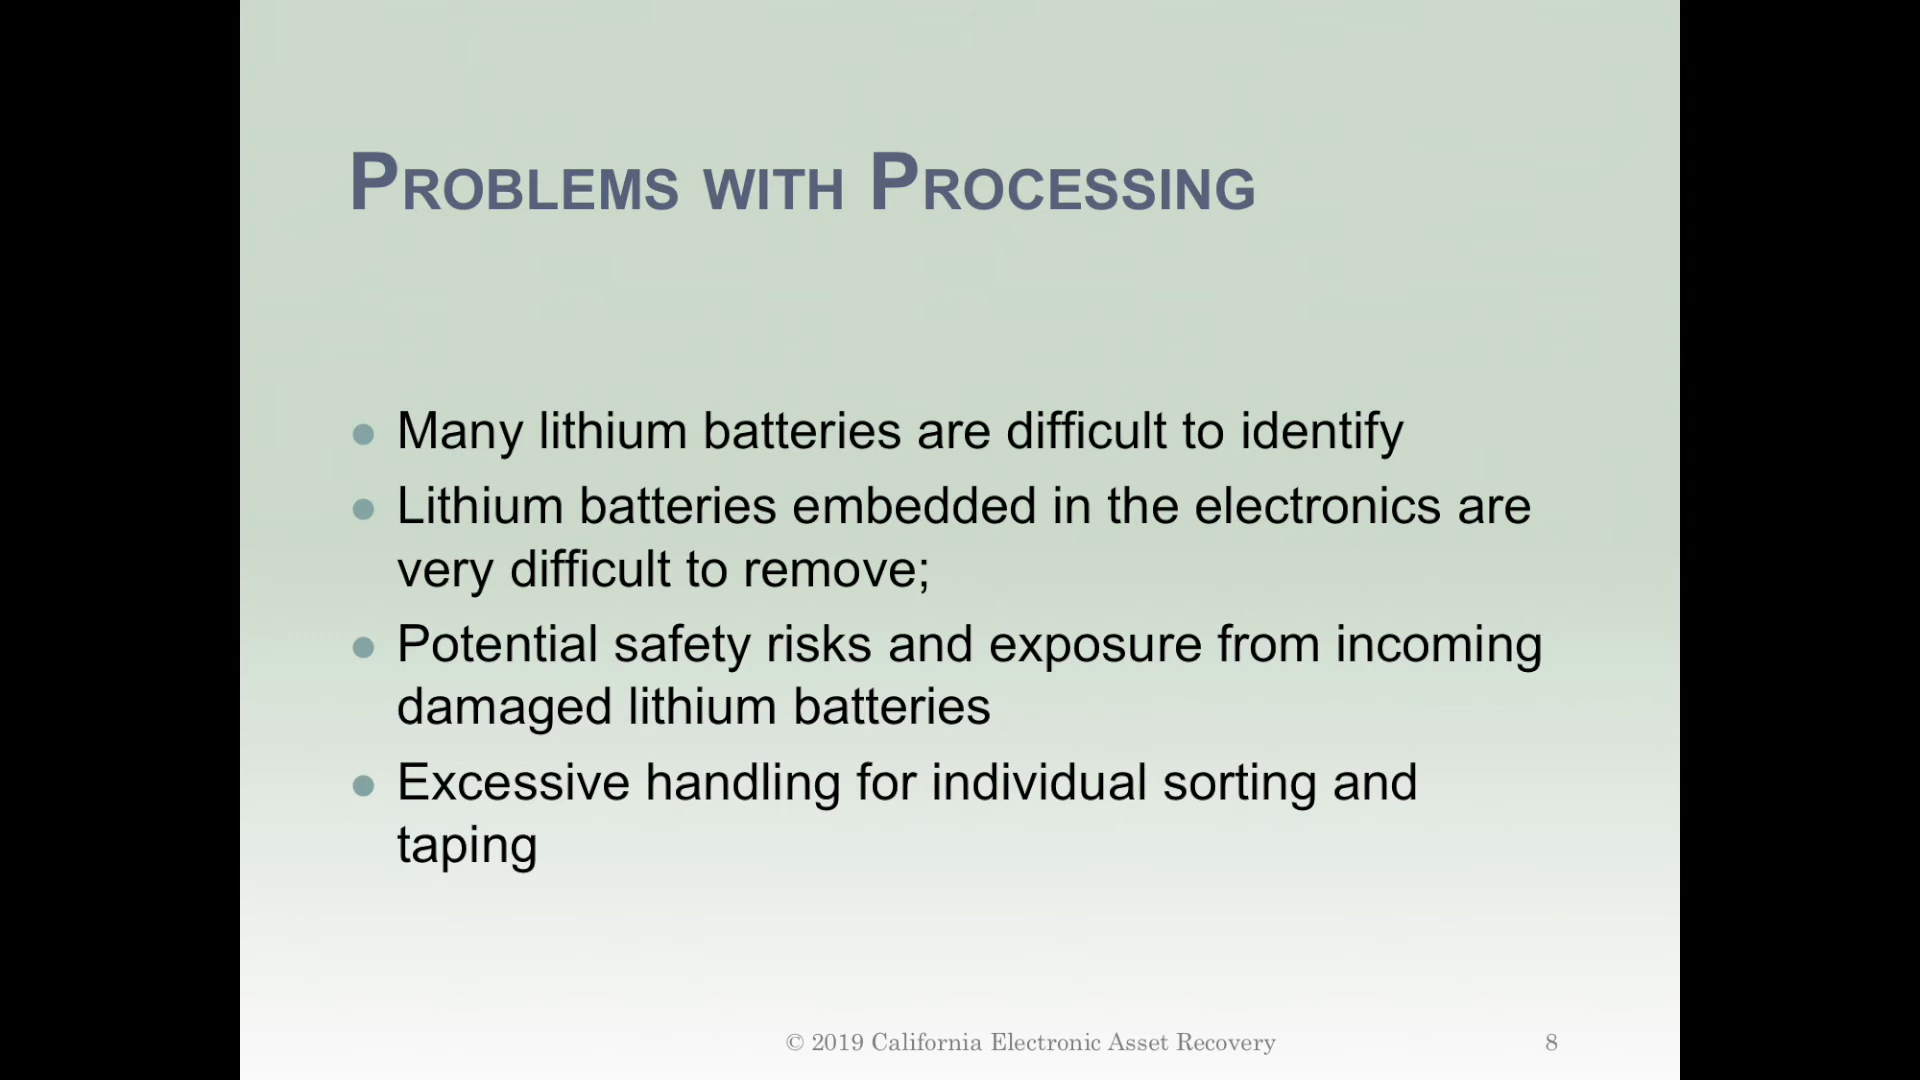 Problems with Processing
Many lithium batteries are difficult to identify
Lithium batteries embedded in the electronics are
very difficult to remove;
Potential safety risks and exposure from incoming
damaged lithium batteries
Excessive handling for individual sorting and
taping
© 2019 California Electronic Asset Recovery
8